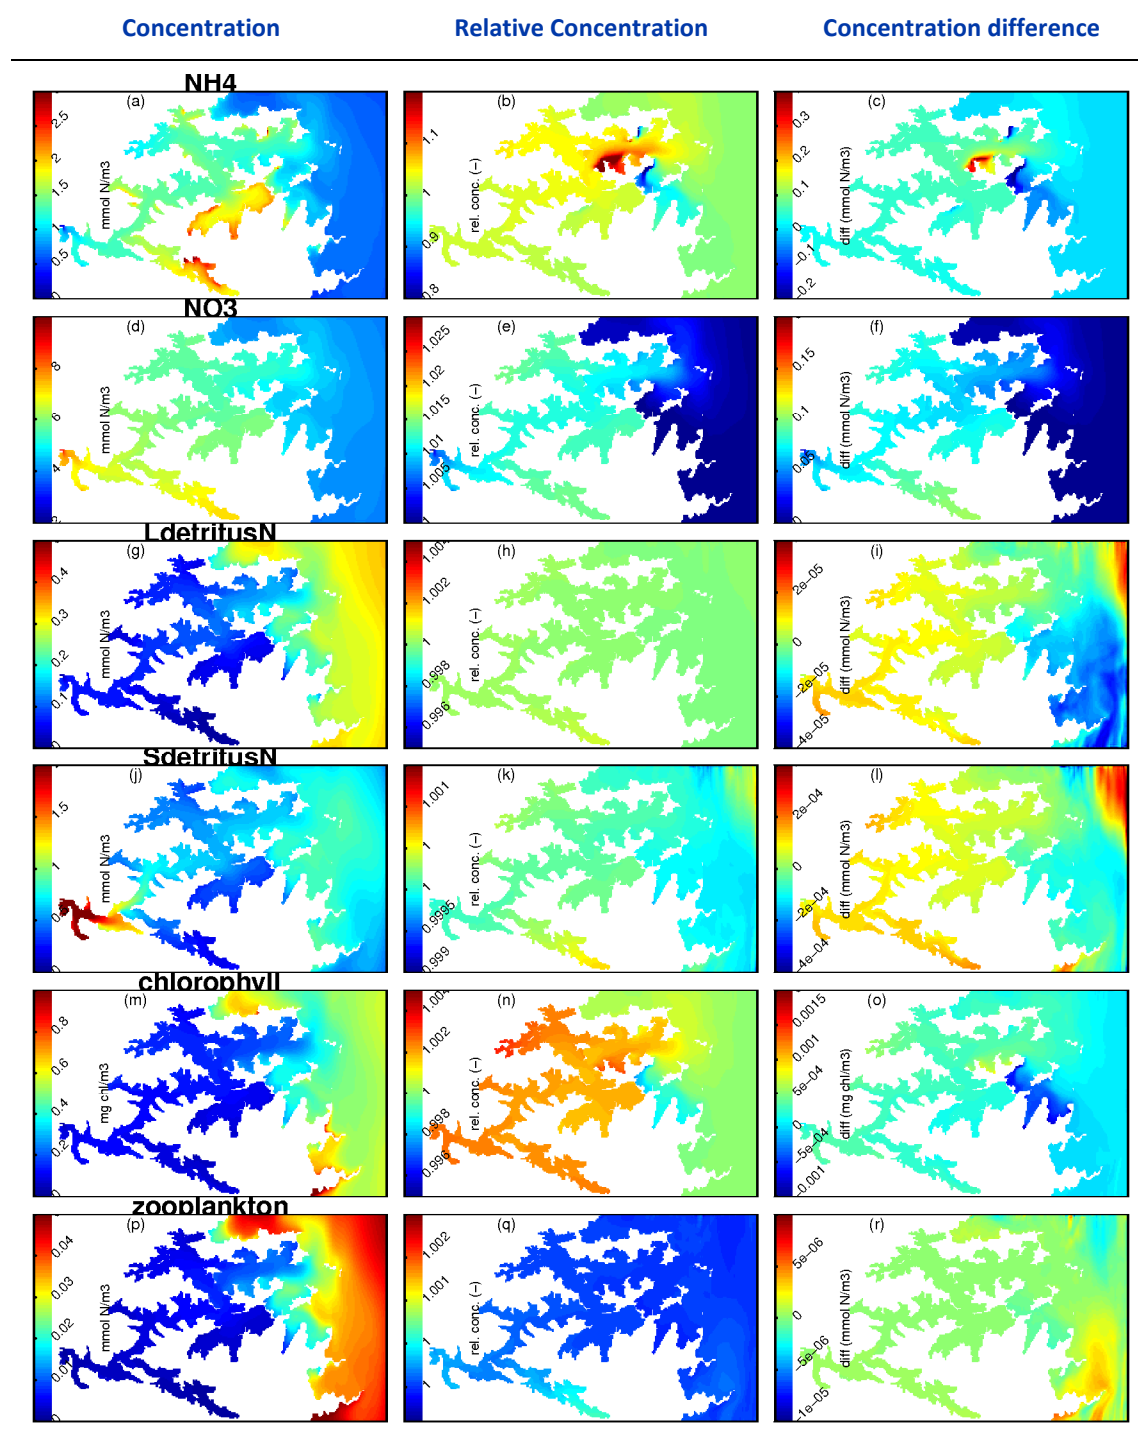 Concentration Relative Concentration Concentration difference
NH4
(a) (b) (c)
2.5 2 1.5 1 0.5 0 mmol N/m3
1.1 1 0.9 0.8 rel. conc. (−)
0.3 0.2 0.1 0 −0.1 −0.2 diff (mmol N/m3)
NO3
(d) (e) (f)
8 6 4 2 mmol N/m3
1.025 1.02 1.015 1.01 1.005 1 rel. conc. (−)
0.15 0.1 0.05 0 diff (mmol N/m3)
LdetritusN
(g) (h) (i)
0.4 0.3 0.2 0.1 0 mmol N/m3
1.004 1.002 1 0.998 0.996 rel. conc. (−)
2e−05 0 −2e−05 −4e−05 diff (mmol N/m3)
SdetritusN
(j) (k) (l)
1.5 1 0 mmol N/m3
1.001 1 1 0.9995 0.999 rel. conc. (−)
2e−04 0 −2e−04 −4e−04 diff (mmol N/m3)
chlorophyll
(m) (n) (o)
0.8 0.6 0.4 0.2 mg chl/m3
1.004 1.002 1 0.998 0.996 rel. conc. (−)
0.0015 0.001 5e−04 0 −5e−04 −0.001 diff (mg chl/m3)
zooplankton
(p) (q) (r)
0.04 0.03 0.02 0.01 mmol N/m3
1.002 1.001 1 1 rel. conc. (−)
5e−06 0 −5e−06 −1e−05 diff (mmol N/m3)